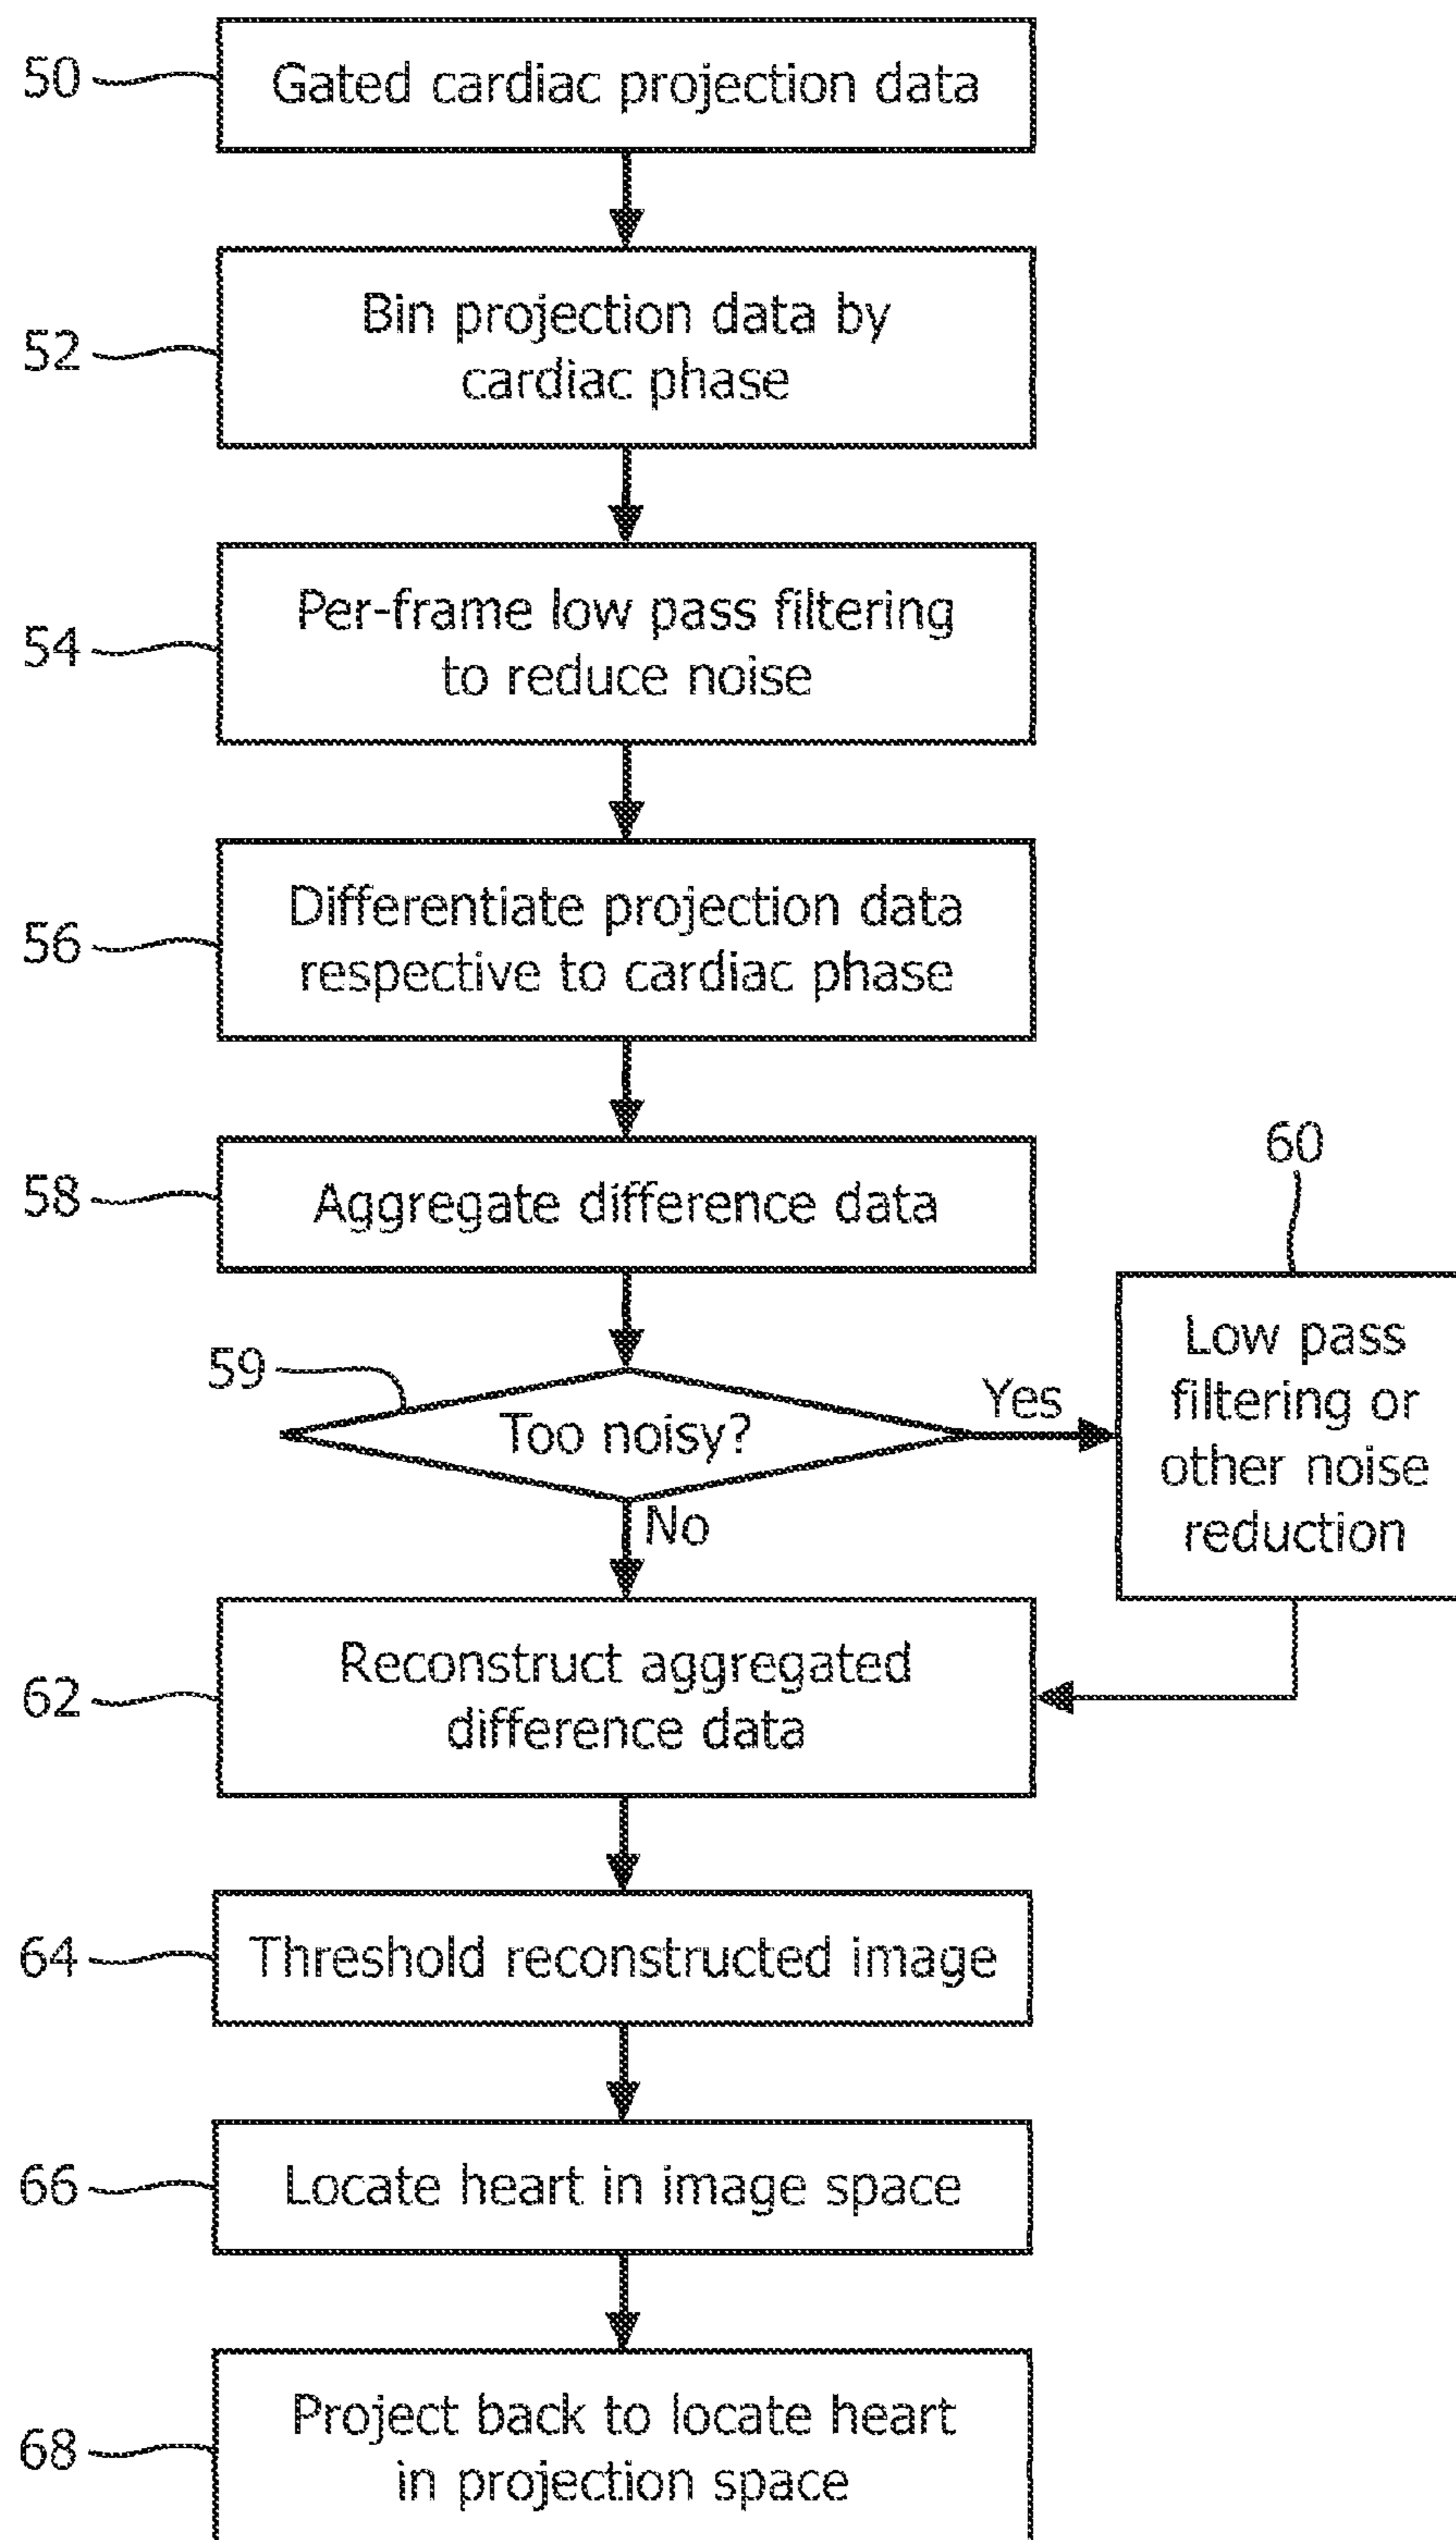 50
Gated cardiac projection data
52
Bin projection data by
cardiac phase
54
Per-frame low pass filtering
to reduce noise
56
Differentiate projection data
respective to cardiac phase
58
Aggregate difference data
60
59
Too noisy?
Yes
Low pass
filtering or
other noise
reduction
No
62
Reconstruct aggregated
difference data
64
Threshold reconstructed image
66
Locate heart in image space
68
Project back to locate heart
in projection space